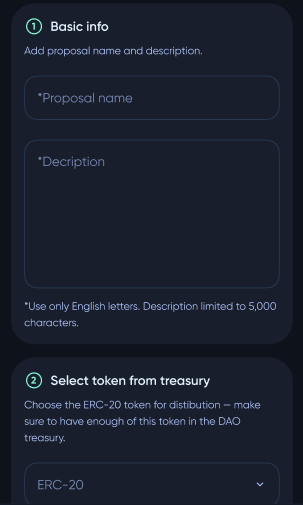 1 Basic info
Add proposal name and description.
*Proposal name
*Decription
*Use only English letters. Description limited to 5,000
characters.
2 Select token from treasury
Choose the ERC-20 token for distibution — make
sure to have enough of this token in the DAO
treasury.
ERC-20